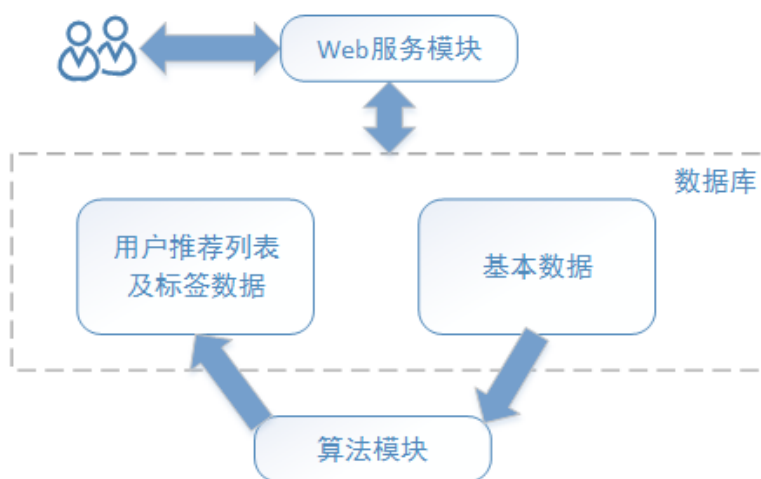 Web服务模块
数据库
用户推荐列表
及标签数据
基本数据
算法模块